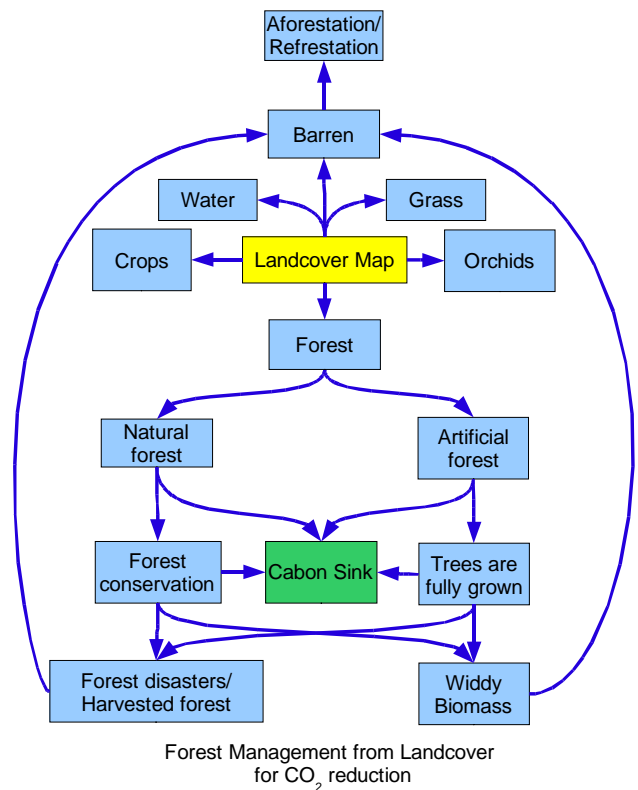 Aforestation/
Refrestation
Barren
Water
Grass
Crops
Landcover Map
Orchids
Forest
Natural
forest
Artificial
forest
Forest
conservation
Cabon Sink
Trees are
fully grown
Forest disasters/
Harvested forest
Widdy
Biomass
Forest Management from Landcover
for CO₂ reduction